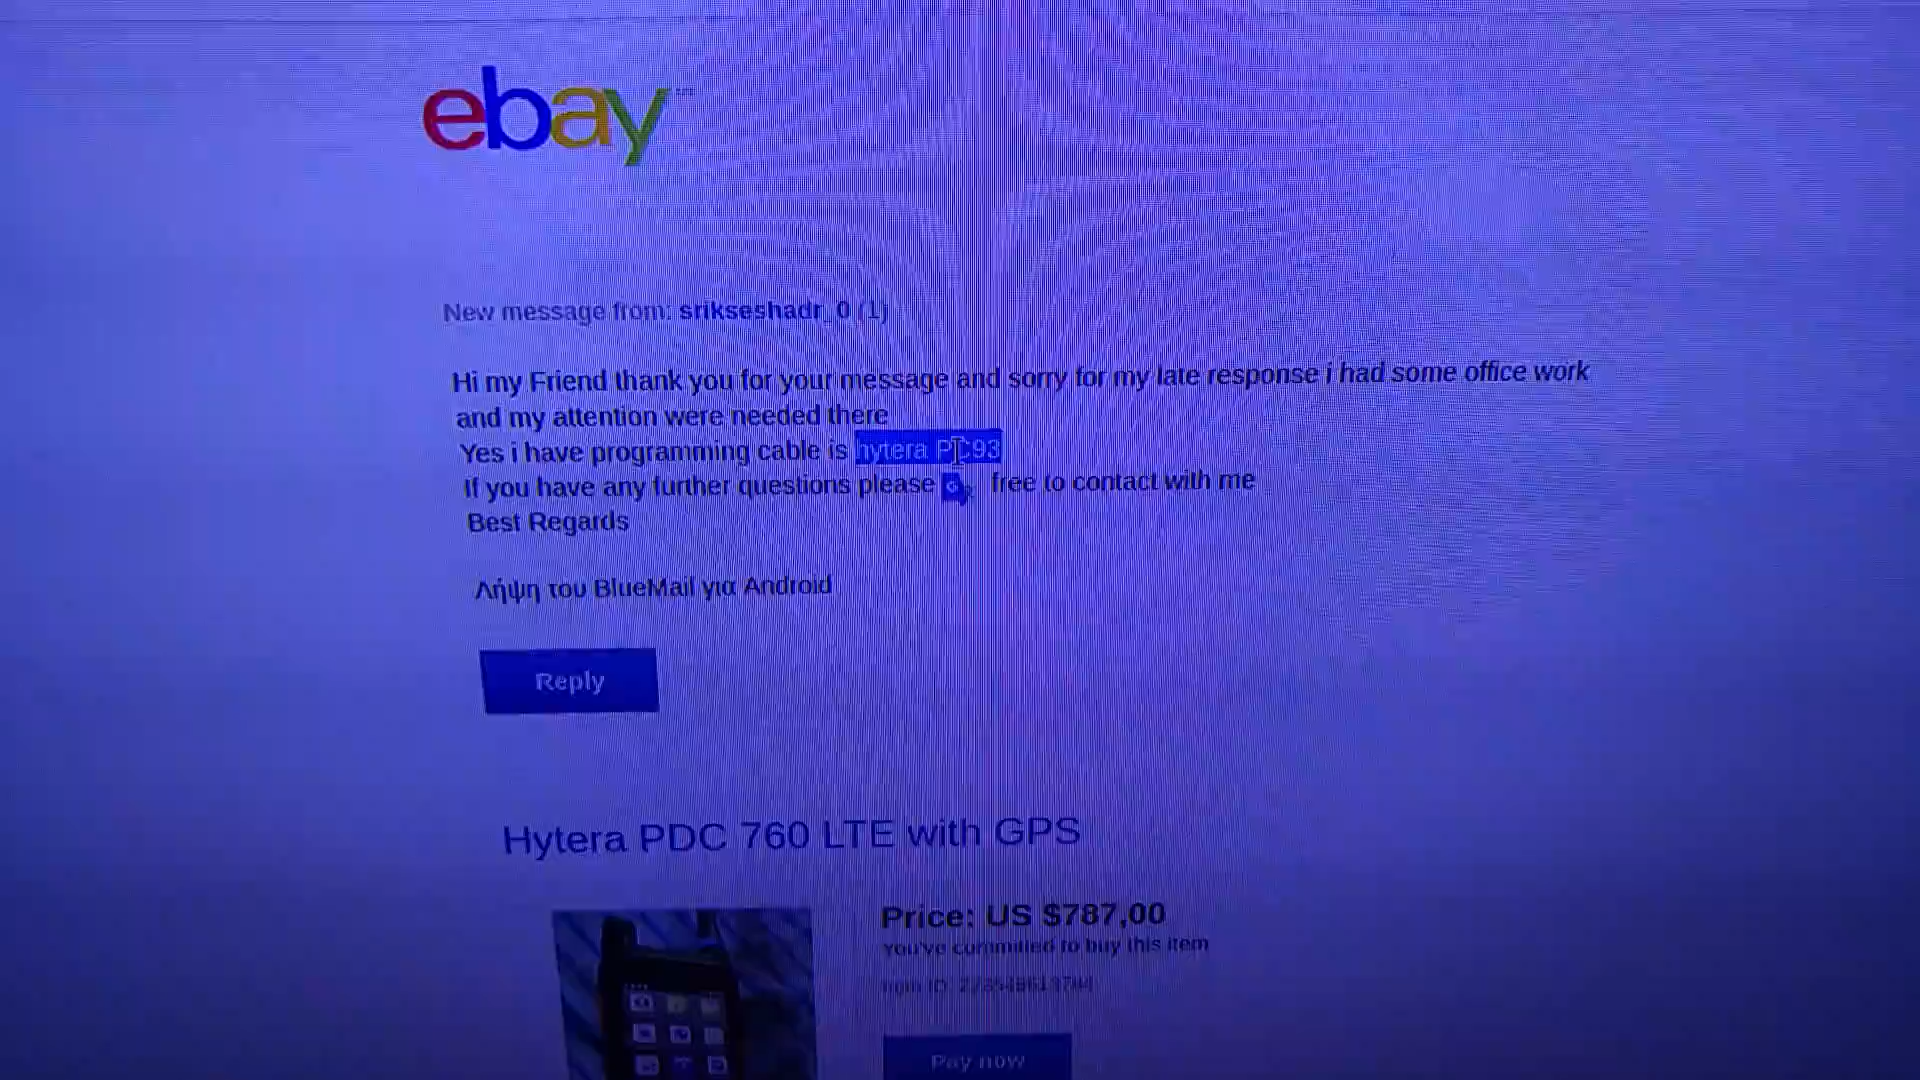 ebay
New message from: srikseshadr_0 (1)
Hi my Friend thank you for your message and sorry for my late response i had some office work
and my attention were needed there
Yes i have programming cable is hytera PC93
If you have any further questions please free to contact with me
Best Regards
Λήψη του BlueMail για Android
Reply
Hytera PDC 760 LTE with GPS
Price: US $787,00
You've committed to buy this item
Item ID:
Pay now